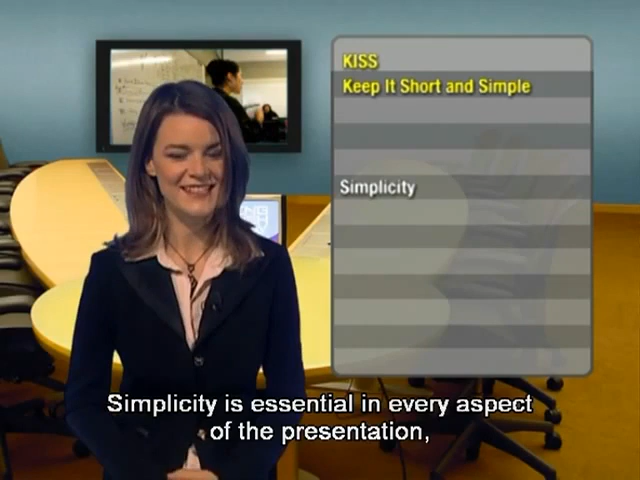 KISS
Keep It Short and Simple
Simplicity
Simplicity is essential in every aspect
of the presentation,